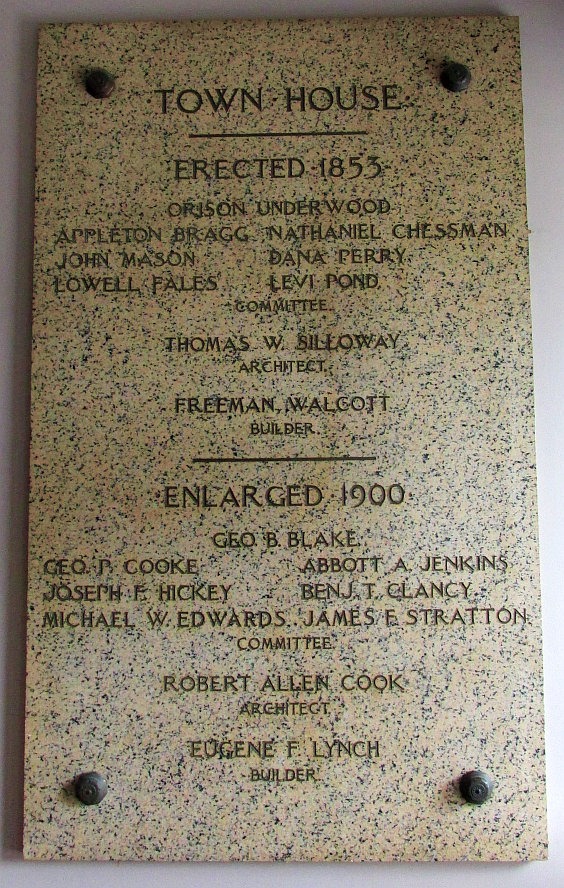 TOWN HOUSE
ERECTED 1853
ORISON UNDERWOOD
APPLETON BRAGG NATHANIEL CHESSMAN
JOHN MASON DANA PERRY
LOWELL FALES LEVI POND
COMMITTEE
THOMAS W. SILLOWAY
ARCHITECT
FREEMAN WALCOTT
BUILDER
ENLARGED 1900
GEO. B. BLAKE
GEO. P. COOKE ABBOTT A. JENKINS
JOSEPH F. HICKEY BENJ. T. CLANCY
MICHAEL W. EDWARDS JAMES F. STRATTON
COMMITTEE
ROBERT ALLEN COOK
ARCHITECT
EUGENE F. LYNCH
BUILDER